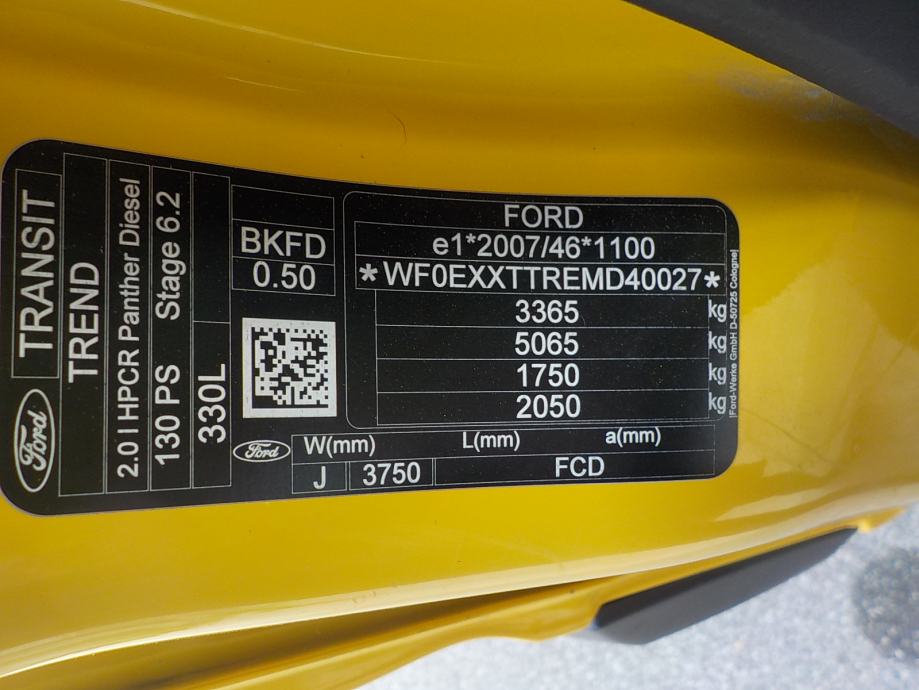 Ford
TRANSIT
TREND
2.0 l HPCR Panther Diesel
130 PS Stage 6.2
330L
BKFD
0.50
Ford
FORD
e1*2007/46*1100
*WF0EXXTTREMD40027*
3365 kg
5065
1750 kg
2050 kg
W(mm) L(mm) a(mm)
J 3750 FCD
Ford-Werke GmbH D-50725 Cologne